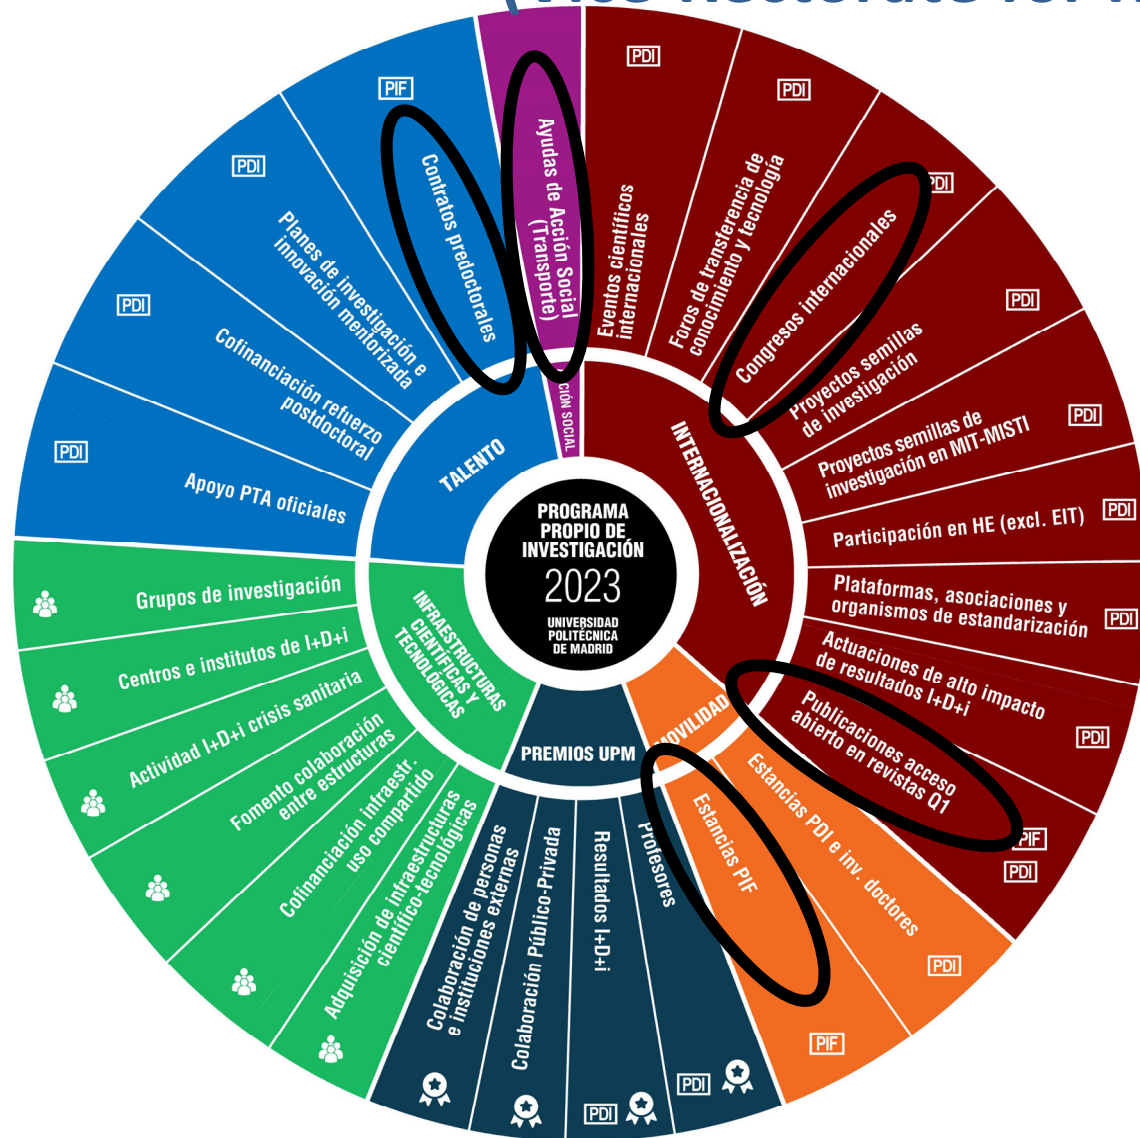 (Vice-Rectorate for
PROGRAMA
PROPIO DE
INVESTIGACIÓN
2023
UNIVERSIDAD
POLITÉCNICA
DE MADRID
ACCIÓN SOCIAL
Ayudas de Acción Social
(Transporte)
INTERNACIONALIZACIÓN
PDI
Eventos científicos
internacionales
PDI
Foros de transferencia de
conocimiento y tecnología
PDI
Congresos internacionales
PDI
Proyectos semillas
de investigación
PDI
Proyectos semillas de
investigación en MIT-MISTI
PDI
Participación en HE (excl. EIT)
PDI
Plataformas, asociaciones y
organismos de estandarización
PDI
Actuaciones de alto impacto
de resultados I+D+i
PIF
PDI
Publicaciones acceso
abierto en revistas Q1
MOVILIDAD
Estancias PDI e inv. doctores
PDI
Estancias PIF
PIF
PREMIOS UPM
Profesores
PDI
Resultados I+D+i
PDI
Colaboración Público-Privada
Colaboración de personas
e instituciones externas
INFRAESTRUCTURAS
CIENTÍFICAS Y
TECNOLÓGICAS
Adquisición de infraestructuras
científico-tecnológicas
Cofinanciación infraestr.
uso compartido
Fomento colaboración
entre estructuras
Actividad I+D+i crisis sanitaria
Centros e institutos de I+D+i
Grupos de investigación
TALENTO
PDI
Apoyo PTA oficiales
PDI
Cofinanciación refuerzo
postdoctoral
PDI
Planes de investigación e
innovación mentorizada
PIF
Contratos predoctorales